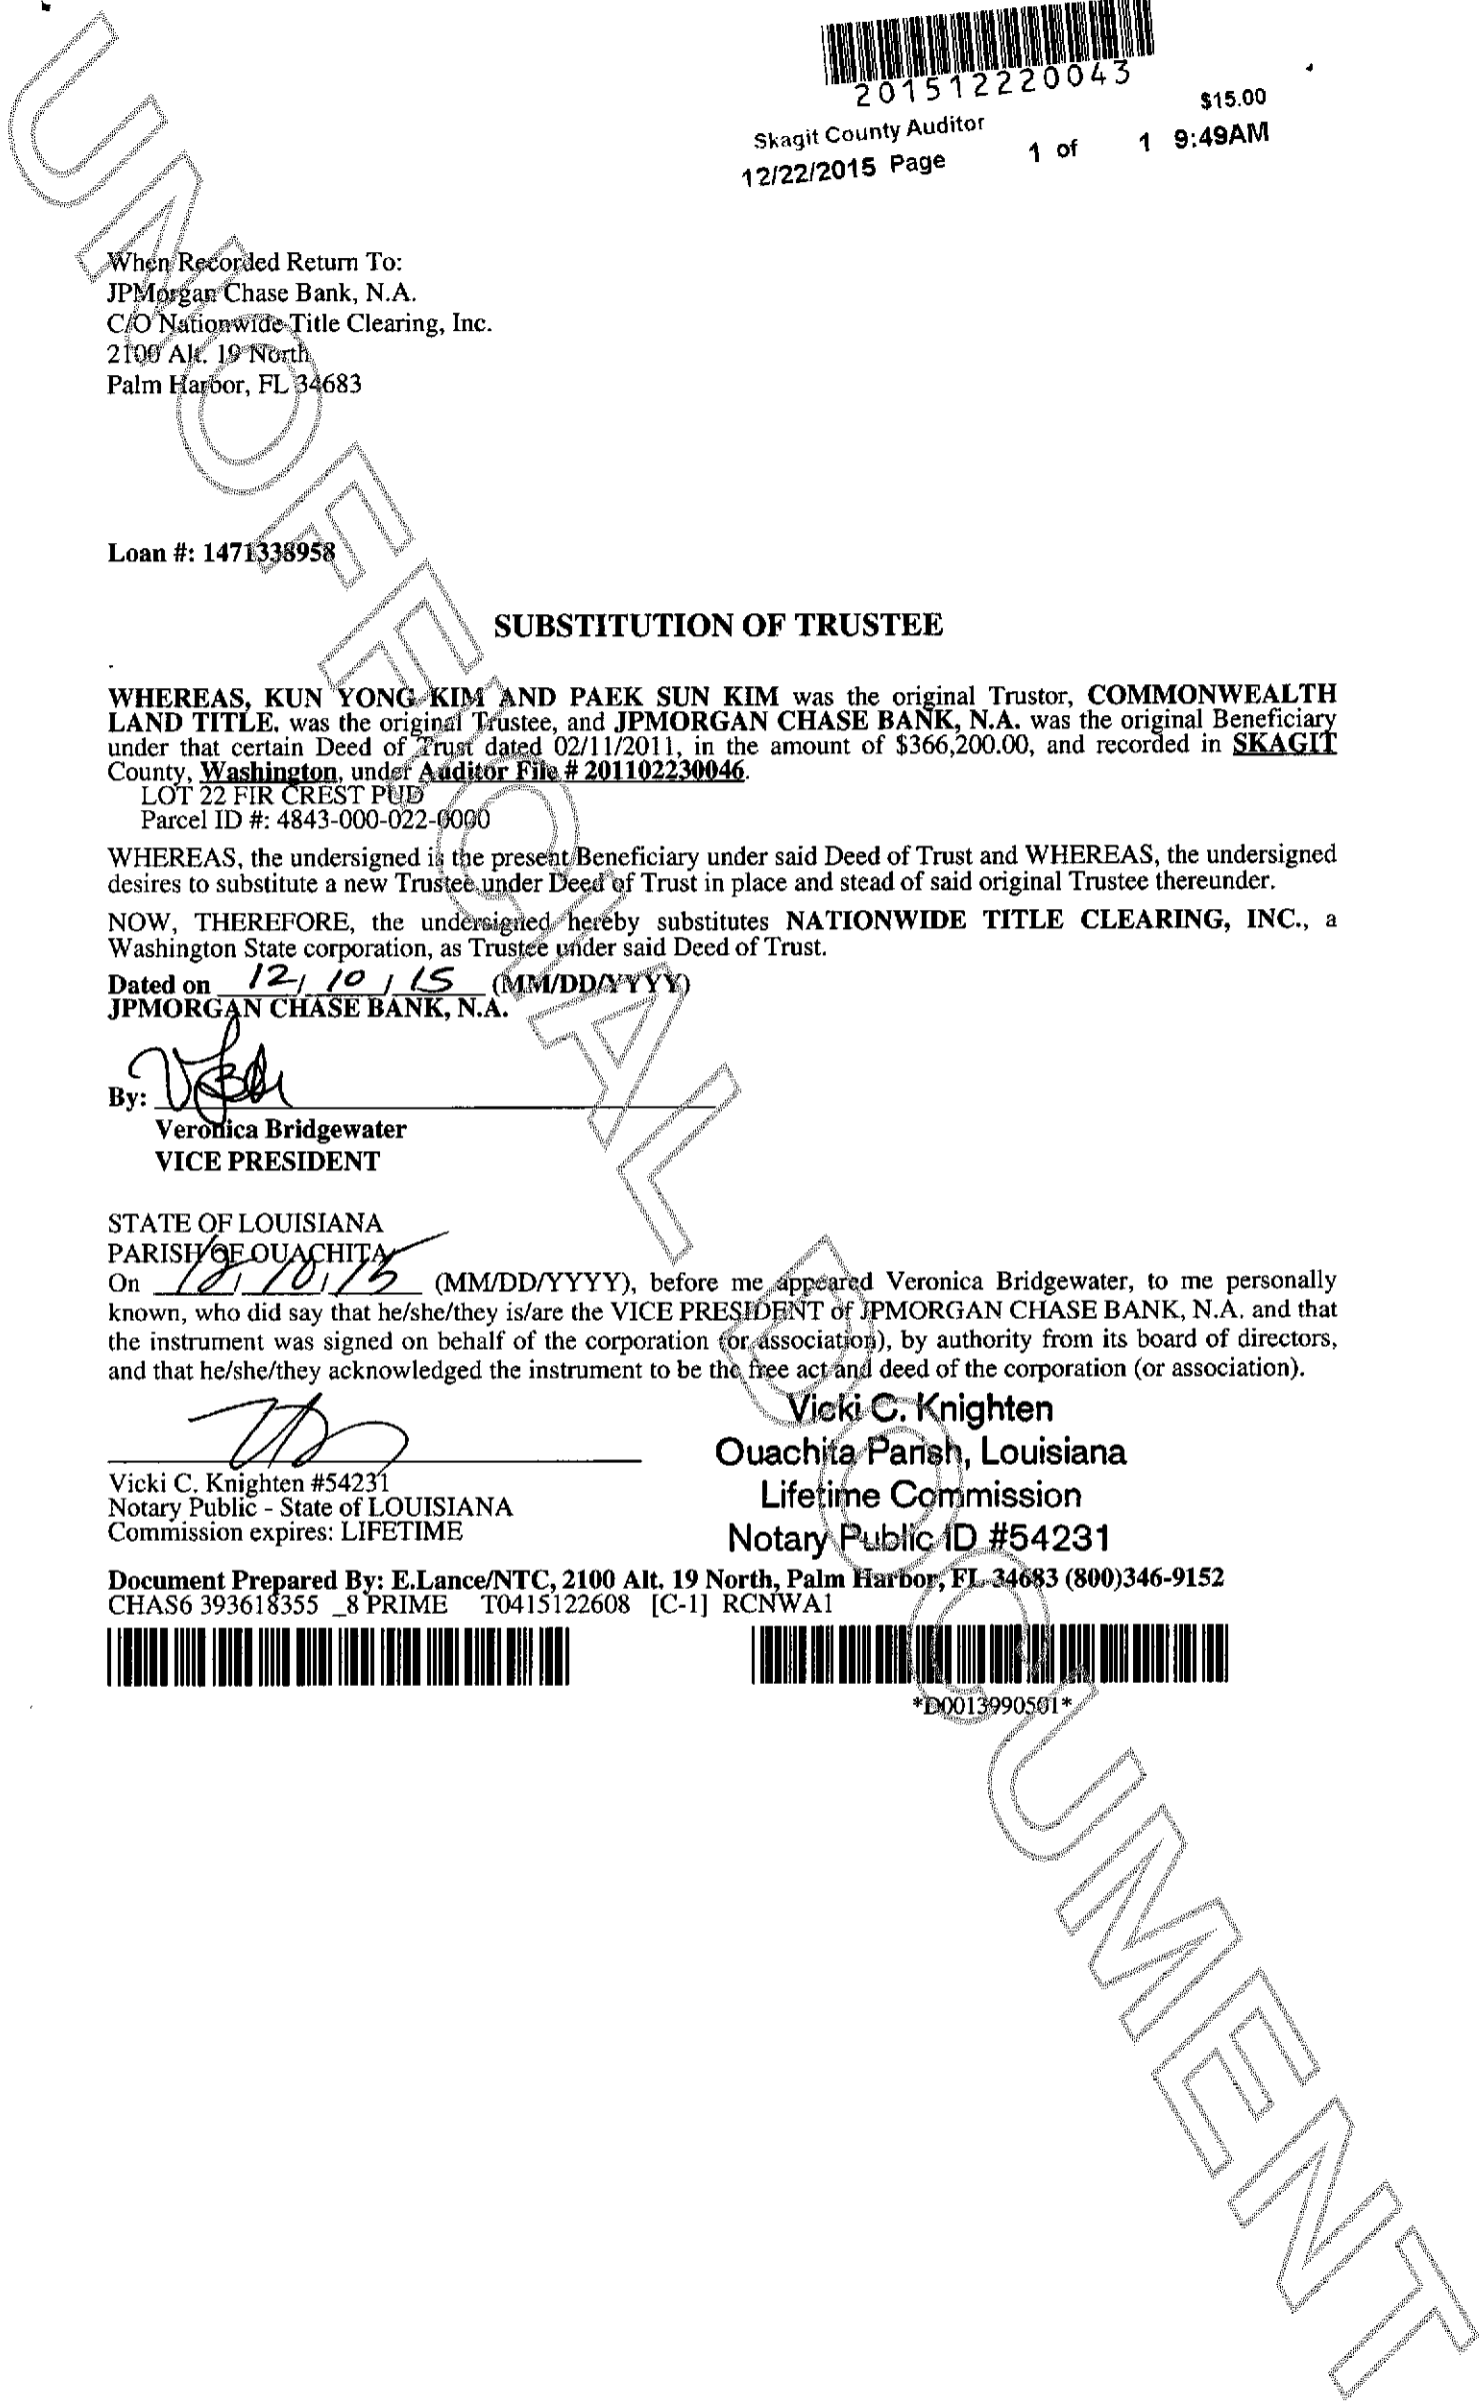 201512220043
Skagit County Auditor $15.00
12/22/2015 Page 1 of 1 9:49AM
When Recorded Return To:
JPMorgan Chase Bank, N.A.
C/O Nationwide Title Clearing, Inc.
2100 Alt. 19 North
Palm Harbor, FL 34683
Loan #: 1471338958
SUBSTITUTION OF TRUSTEE
WHEREAS, KUN YONG KIM AND PAEK SUN KIM was the original Trustor, COMMONWEALTH
LAND TITLE. was the original Trustee, and JPMORGAN CHASE BANK, N.A. was the original Beneficiary
under that certain Deed of Trust dated 02/11/2011, in the amount of $366,200.00, and recorded in SKAGIT
County, Washington, under Auditor File # 201102230046.
LOT 22 FIR CREST PUD
Parcel ID #: 4843-000-022-0000
WHEREAS, the undersigned is the present Beneficiary under said Deed of Trust and WHEREAS, the undersigned
desires to substitute a new Trustee under Deed of Trust in place and stead of said original Trustee thereunder.
NOW, THEREFORE, the undersigned hereby substitutes NATIONWIDE TITLE CLEARING, INC., a
Washington State corporation, as Trustee under said Deed of Trust.
Dated on 12/ 10 / 15 (MM/DD/YYYY)
JPMORGAN CHASE BANK, N.A.
By:
Veronica Bridgewater
VICE PRESIDENT
STATE OF LOUISIANA
PARISH OF OUACHITA
On 12/ 10/ 15 (MM/DD/YYYY), before me appeared Veronica Bridgewater, to me personally
known, who did say that he/she/they is/are the VICE PRESIDENT of JPMORGAN CHASE BANK, N.A. and that
the instrument was signed on behalf of the corporation (or association), by authority from its board of directors,
and that he/she/they acknowledged the instrument to be the free act and deed of the corporation (or association).
Vicki C. Knighten #54231
Notary Public - State of LOUISIANA
Commission expires: LIFETIME
Vicki C. Knighten
Ouachita Parish, Louisiana
Lifetime Commission
Notary Public ID #54231
Document Prepared By: E.Lance/NTC, 2100 Alt. 19 North, Palm Harbor, FL 34683 (800)346-9152
CHAS6 393618355 _8 PRIME T0415122608 [C-1] RCNWA1
*D0013990501*
UNOFFICIAL DOCUMENT